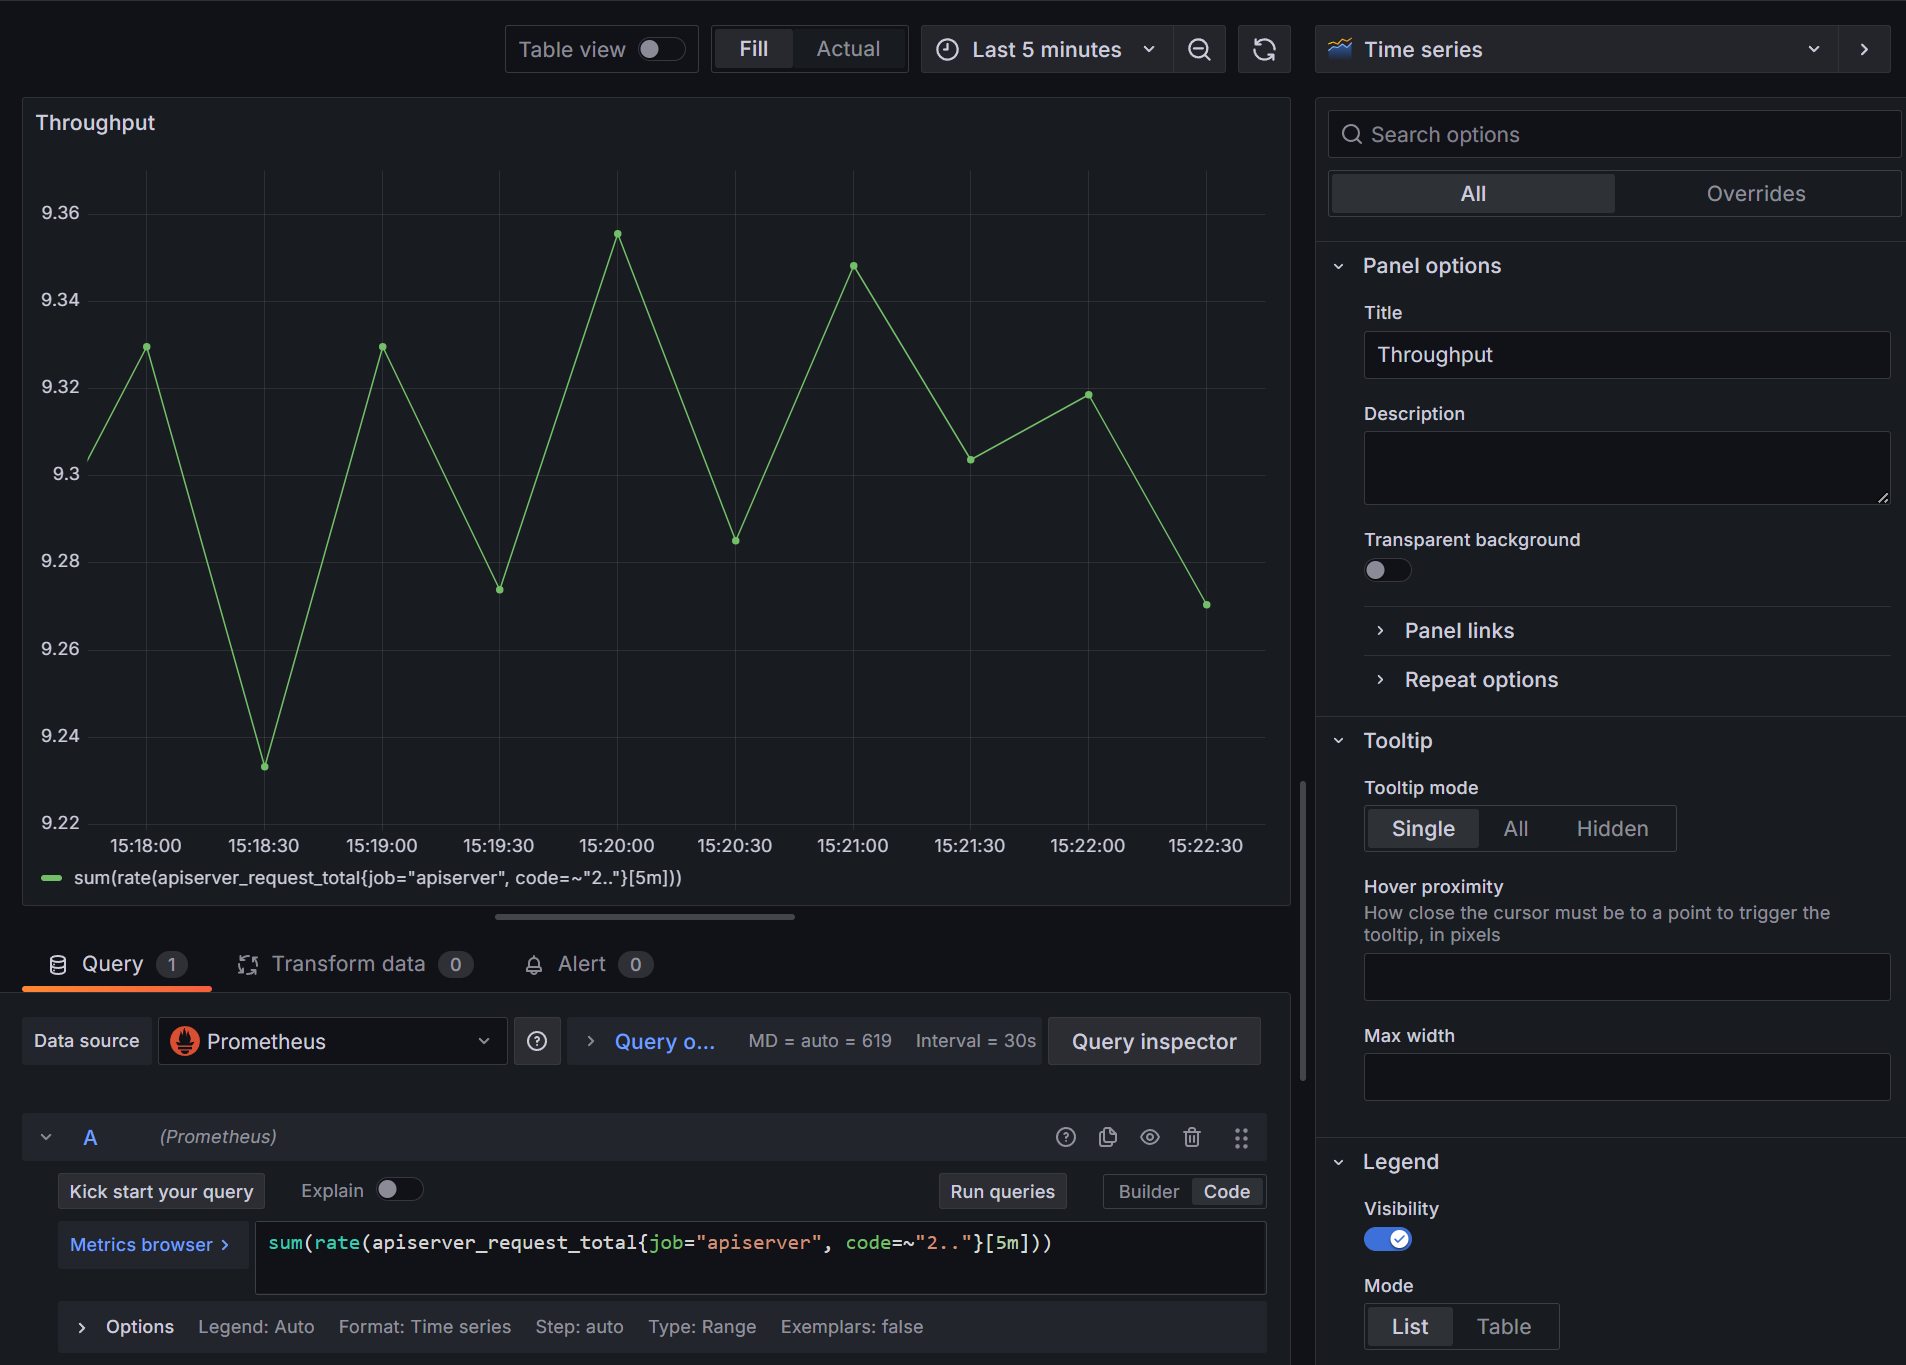 Table view
Fill
Actual
Last 5 minutes
Time series
Throughput
9.36
9.34
9.32
9.3
9.28
9.26
9.24
9.22
15:18:00 15:18:30 15:19:00 15:19:30 15:20:00 15:20:30 15:21:00 15:21:30 15:22:00 15:22:30
sum(rate(apiserver_request_total{job="apiserver", code=~"2.."}[5m]))
Query 1
Transform data 0
Alert 0
Data source
Prometheus
Query o...
MD = auto = 619
Interval = 30s
Query inspector
A
(Prometheus)
Kick start your query
Explain
Run queries
Builder
Code
Metrics browser
sum(rate(apiserver_request_total{job="apiserver", code=~"2.."}[5m]))
Options
Legend: Auto
Format: Time series
Step: auto
Type: Range
Exemplars: false
Search options
All
Overrides
Panel options
Title
Throughput
Description
Transparent background
Panel links
Repeat options
Tooltip
Tooltip mode
Single
All
Hidden
Hover proximity
How close the cursor must be to a point to trigger the
tooltip, in pixels
Max width
Legend
Visibility
Mode
List
Table